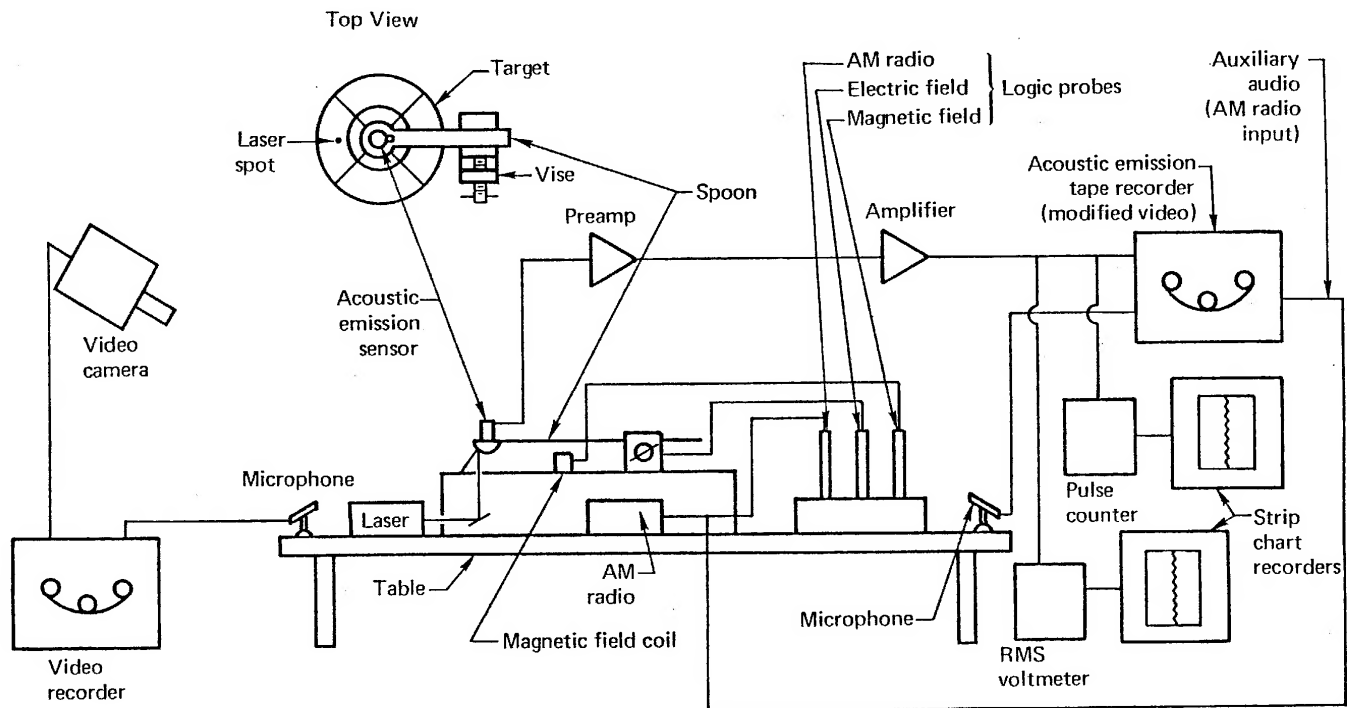 Top View
Target
Laser
spot
Vise
Spoon
AM radio
Electric field
Magnetic field
Logic probes
Auxiliary
audio
(AM radio
input)
Acoustic emission
tape recorder
(modified video)
Preamp
Amplifier
Acoustic
emission
sensor
Video
camera
Microphone
Laser
Table
AM
radio
Magnetic field coil
Microphone
Pulse
counter
Strip
chart
recorders
RMS
voltmeter
Video
recorder